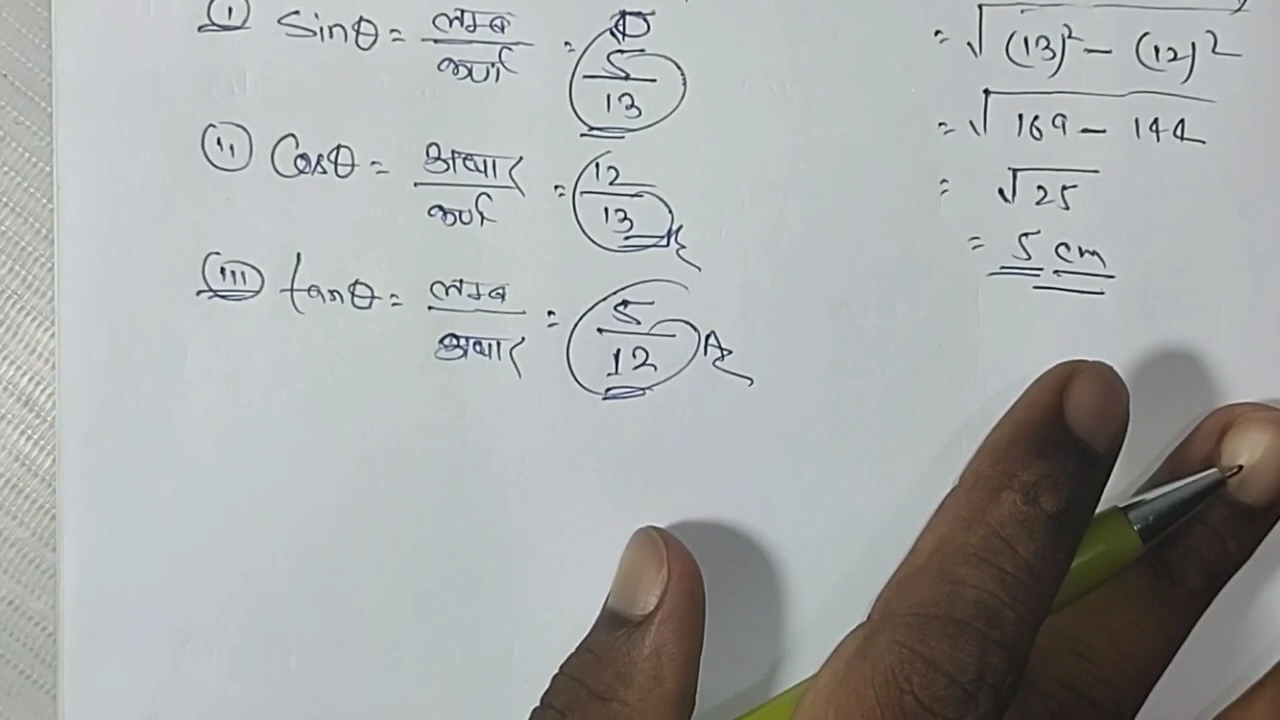 (i) Sinθ = लम्ब / कर्ण = 5/13
(ii) Cosθ = आधार / कर्ण = 12/13
(iii) tanθ = लम्ब / आधार = 5/12
= √(13)² - (12)²
= √169 - 144
= √25
= 5 cm